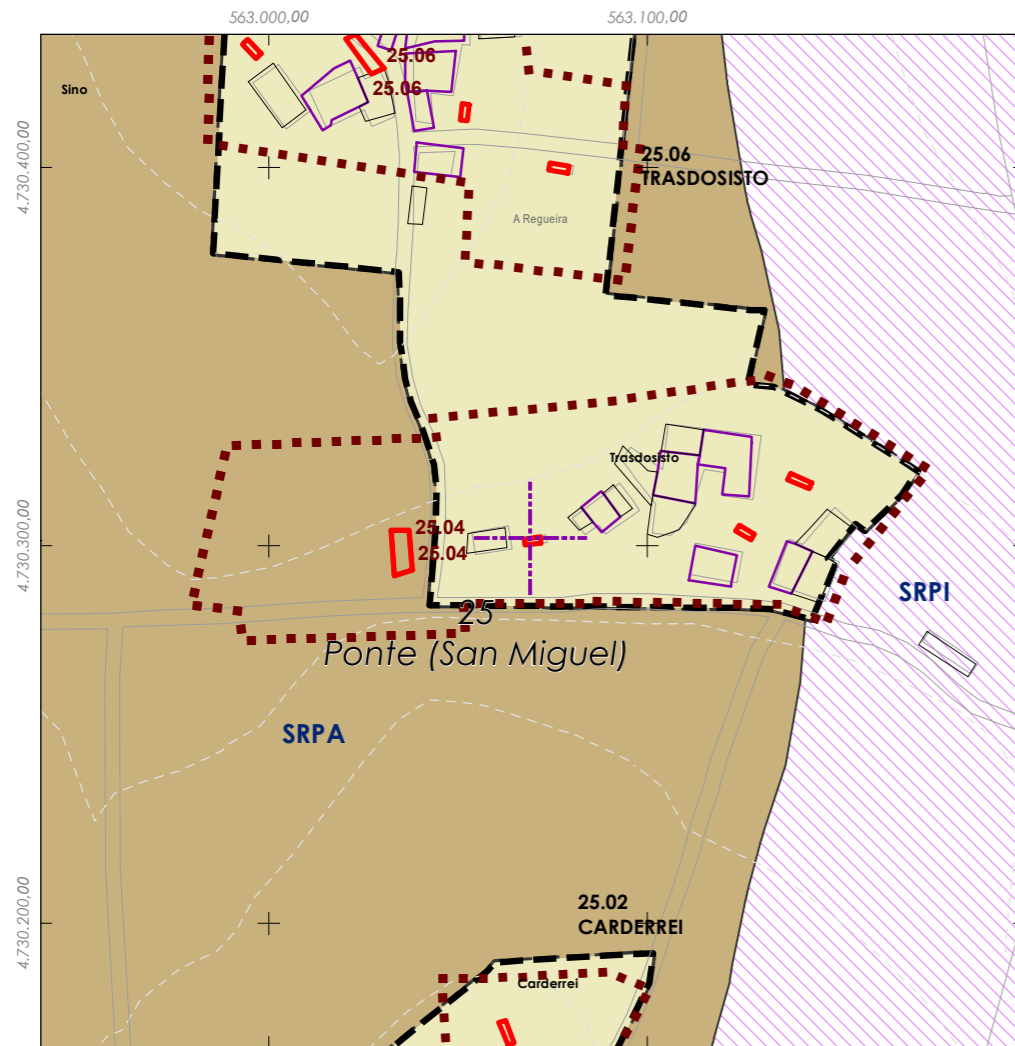 563.000,00
563.100,00
25.06
Sino
25.06
4.730.400,00
25.06
TRASDOSISTO
A Regueira
Trasdosisto
25.04
4.730.300,00
25.04
SRPI
25
Ponte (San Miguel)
SRPA
4.730.200,00
25.02
CARDERREI
Carderrei